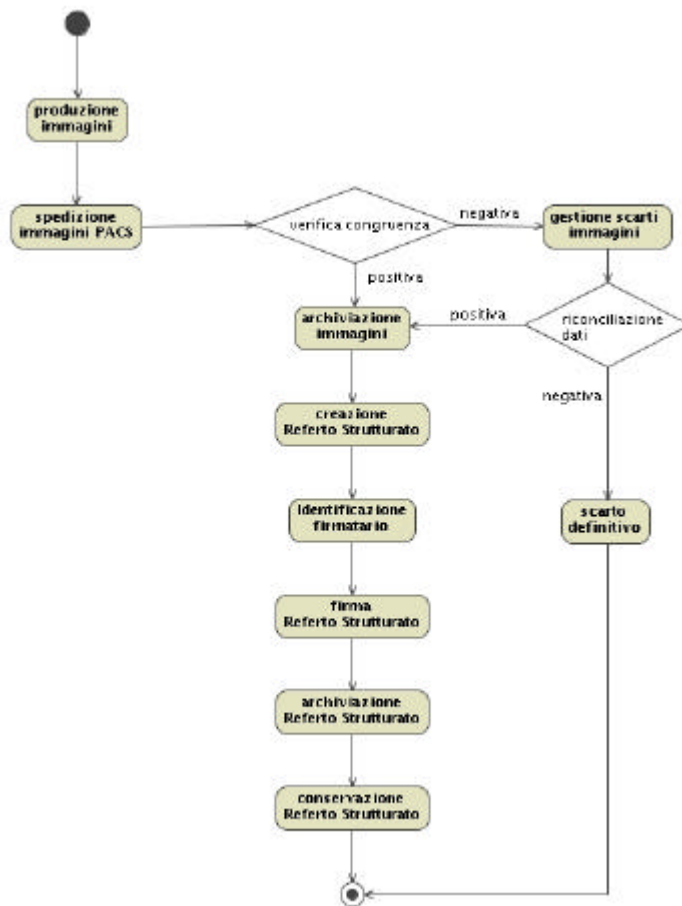 produzione
immagini
spedizione
immagini PACS
verifica congruenza
negativa
gestione scarti
immagini
positiva
archiviazione
immagini
positiva
riconciliazione
dati
negativa
creazione
Referto Strutturato
Identificazione
firmatario
scarto
definitivo
firma
Referto Strutturato
archiviazione
Referto Strutturato
conservazione
Referto Strutturato